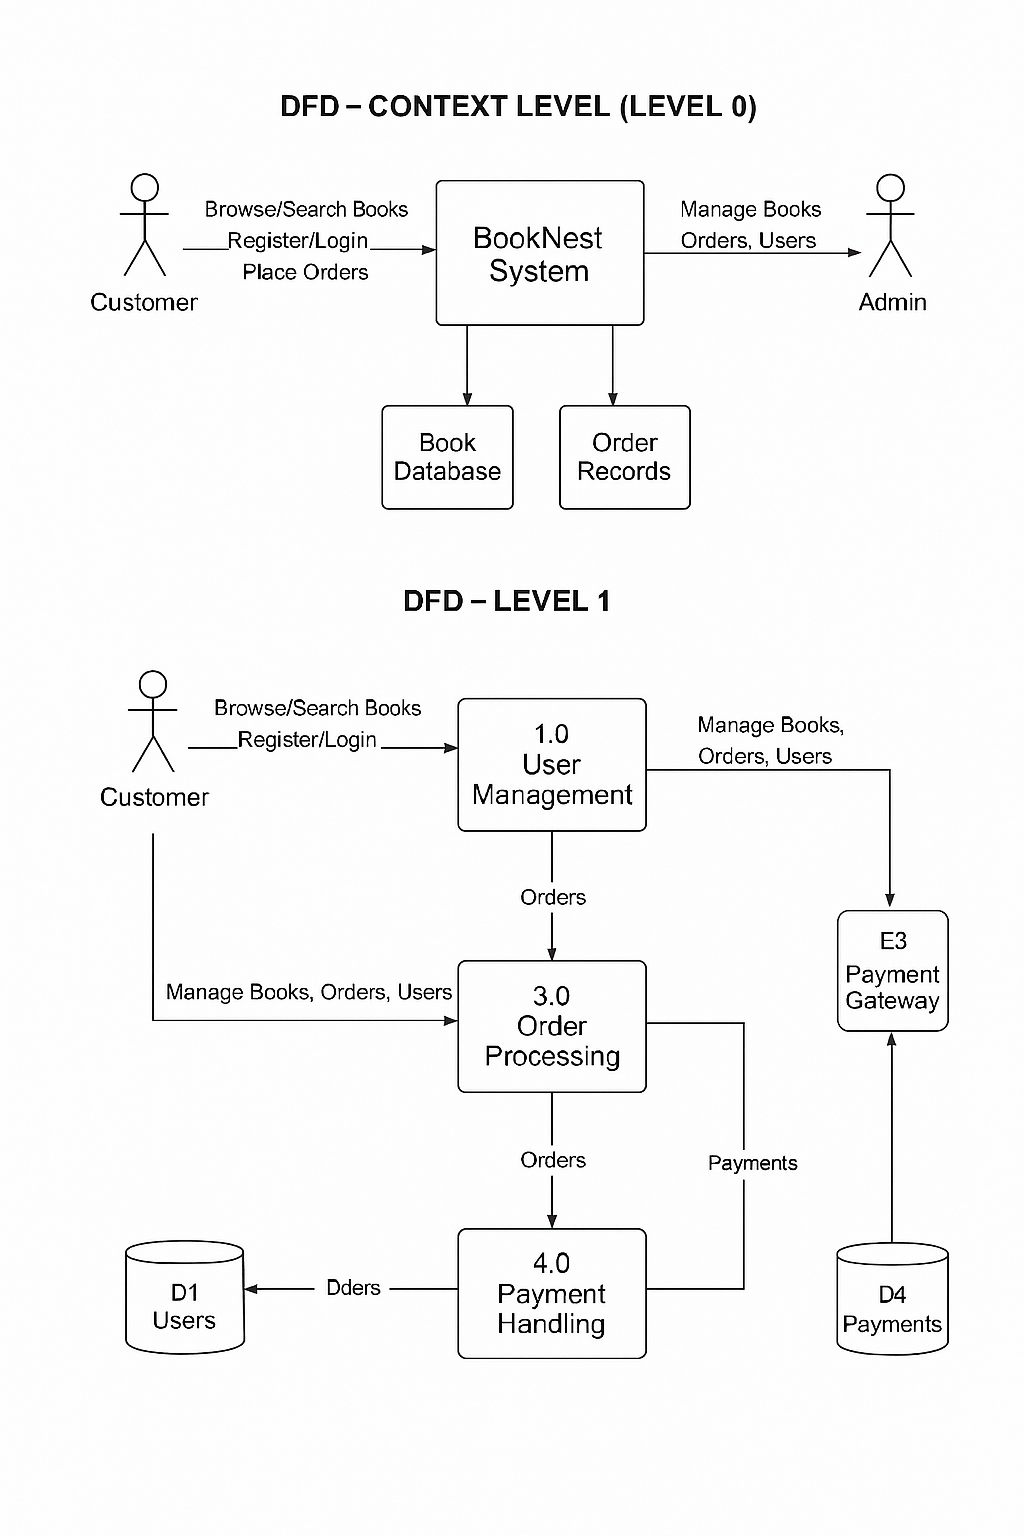 DFD – CONTEXT LEVEL (LEVEL 0)
Browse/Search Books
Register/Login
Place Orders
Customer
BookNest
System
Manage Books
Orders, Users
Admin
Book
Database
Order
Records
DFD – LEVEL 1
Browse/Search Books
Register/Login
Customer
1.0
User
Management
Manage Books,
Orders, Users
Orders
E3
Payment
Gateway
Manage Books, Orders, Users
3.0
Order
Processing
Orders
Payments
D1
Users
Dders
4.0
Payment
Handling
D4
Payments